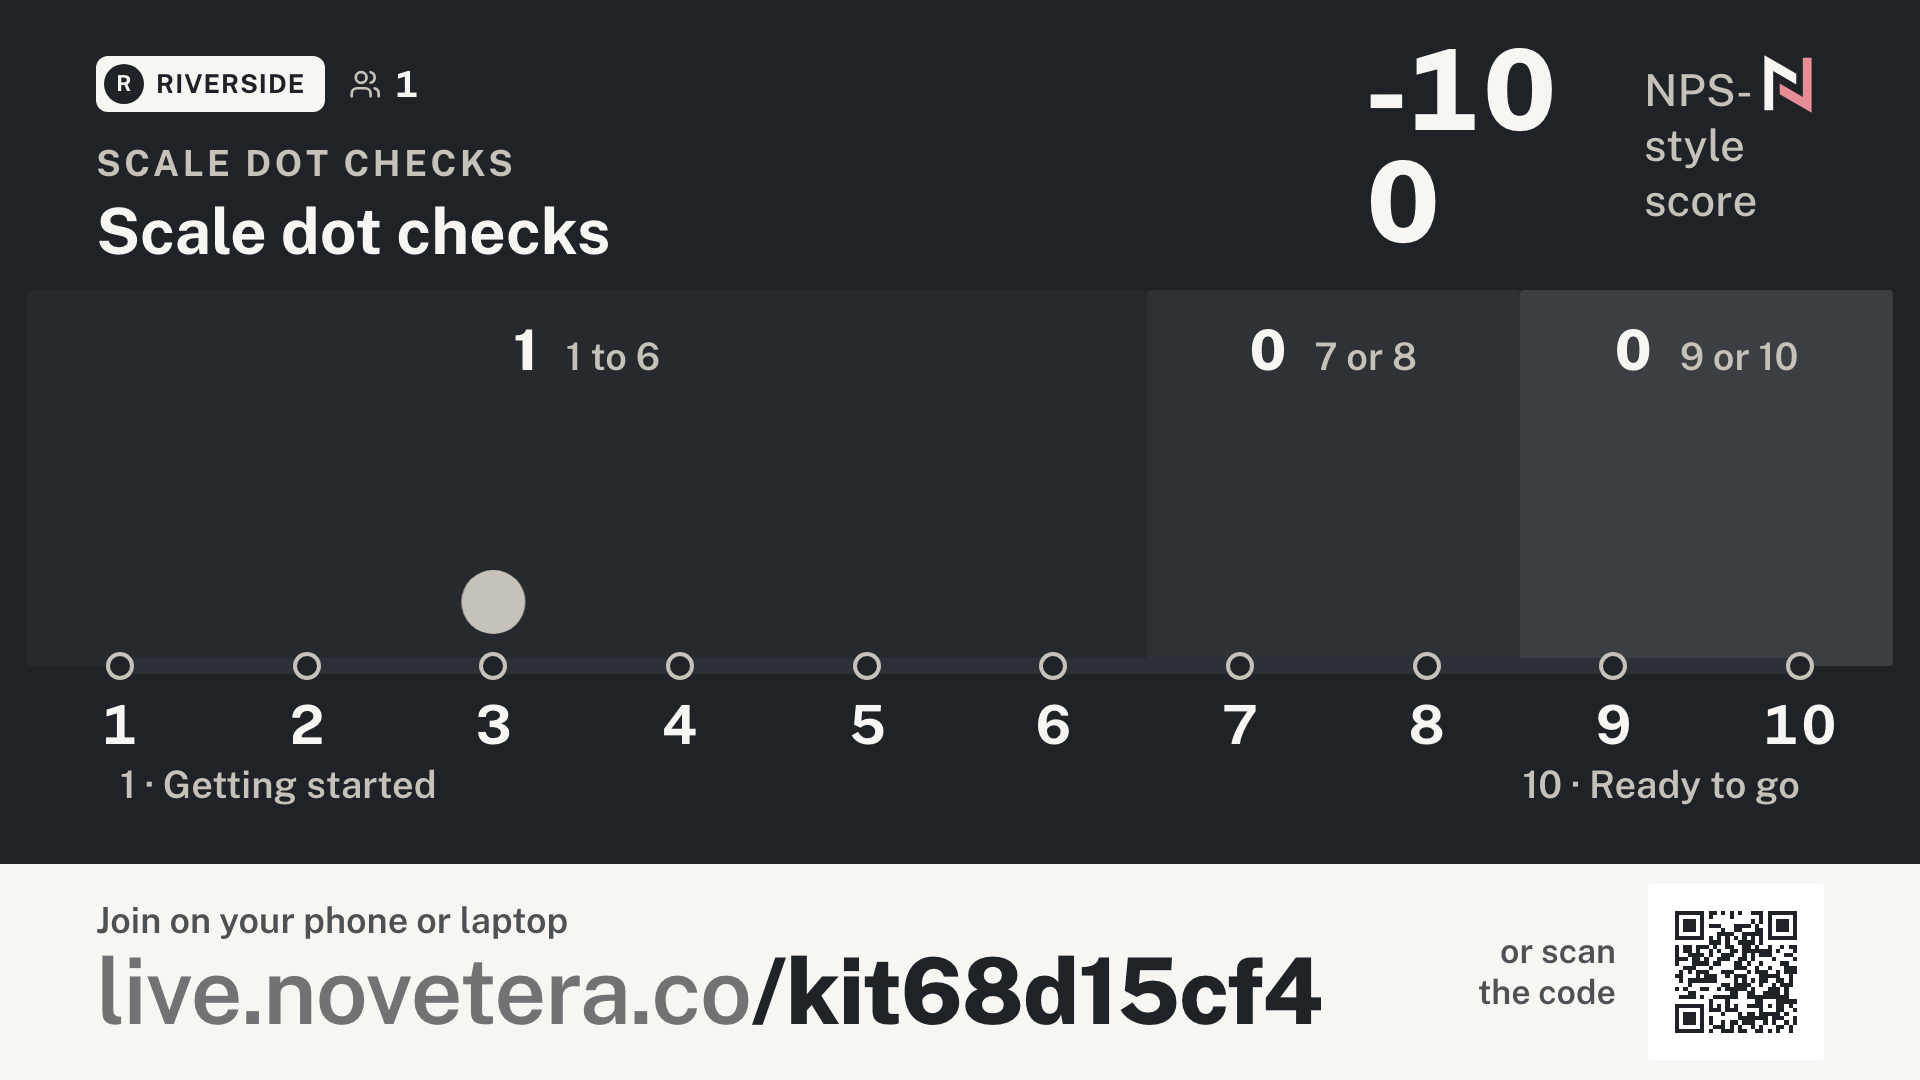 R RIVERSIDE 1
SCALE DOT CHECKS
Scale dot checks
-10
0
NPS-
style
score
1 1 to 6
0 7 or 8
0 9 or 10
1 2 3 4 5 6 7 8 9 10
1 · Getting started
10 · Ready to go
Join on your phone or laptop
live.novetera.co/kit68d15cf4
or scan
the code